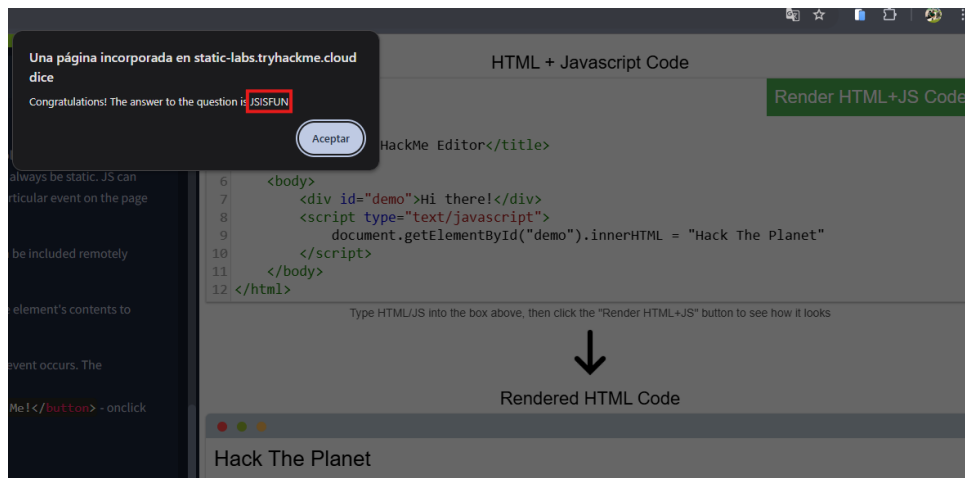 Una página incorporada en static-labs.tryhackme.cloud
dice
Congratulations! The answer to the question is JSISFUN
Aceptar
HTML + Javascript Code
Render HTML+JS Code
HackMe Editor</title>
6 <body>
7 <div id="demo">Hi there!</div>
8 <script type="text/javascript">
9 document.getElementById("demo").innerHTML = "Hack The Planet"
10 </script>
11 </body>
12 </html>
always be static. JS can
rticular event on the page
be included remotely
element's contents to
event occurs. The
Me!</button> - onclick
Type HTML/JS into the box above, then click the "Render HTML+JS" button to see how it looks
Rendered HTML Code
Hack The Planet